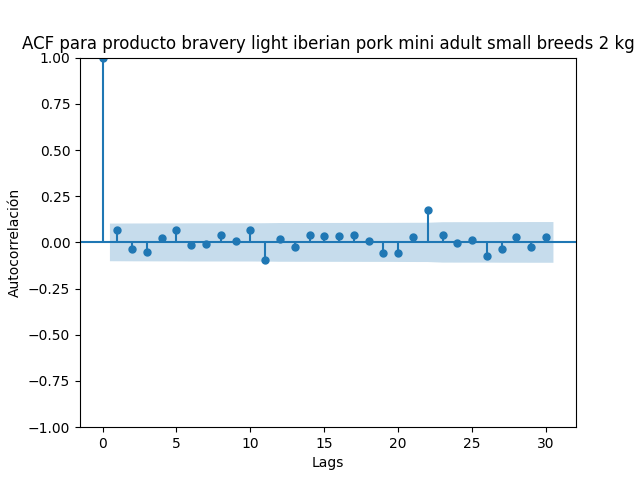 ACF para producto bravery light iberian pork mini adult small breeds 2 kg
1.00
0.75
0.50
0.25
0.00
−0.25
−0.50
−0.75
−1.00
Autocorrelación
0 5 10 15 20 25 30
Lags